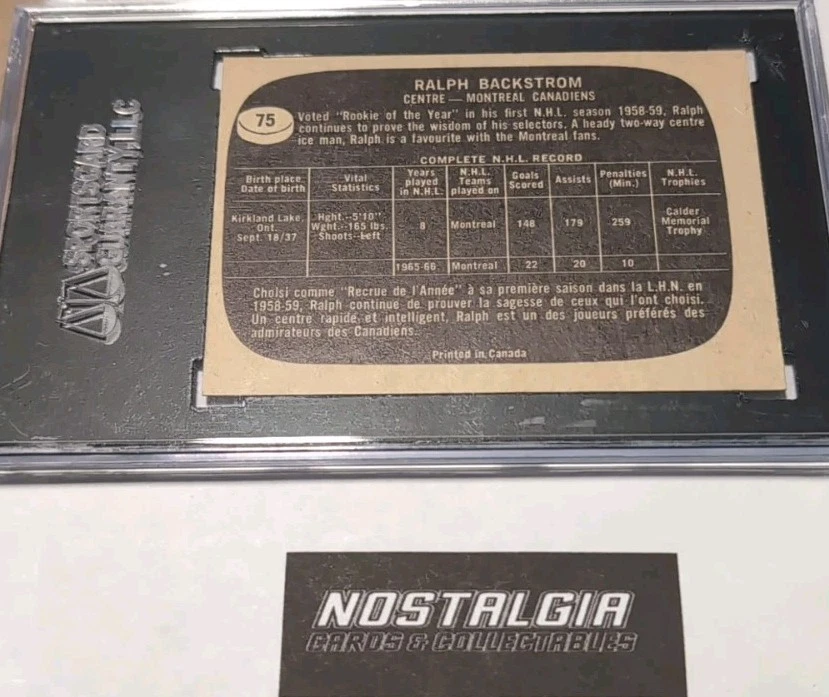 SPORTSCARD
GUARANTY, LLC
RALPH BACKSTROM
CENTRE — MONTREAL CANADIENS
75
Voted "Rookie of the Year" in his first N.H.L. season 1958-59, Ralph
continues to prove the wisdom of his selectors. A heady two-way centre
ice man, Ralph is a favourite with the Montreal fans.
COMPLETE N.H.L. RECORD
Birth place Date of birth | Vital Statistics | Years played in N.H.L. | N.H.L. Teams played on | Goals Scored | Assists | Penalties (Min.) | N.H.L. Trophies
Kirkland Lake, Ont. Sept. 18/37 | Hght.-5'10" Wght.-165 lbs. Shoots-Left | 8 | Montreal | 148 | 179 | 259 | Calder Memorial Trophy
1965-66 | Montreal | 22 | 20 | 10
Choisi comme "Recrue de l'Année" à sa première saison dans la L.H.N. en
1958-59, Ralph continue de prouver la sagesse de ceux qui l'ont choisi.
Un centre rapide et intelligent, Ralph est un des joueurs préférés des
admirateurs des Canadiens.
Printed in Canada
NOSTALGIA
CARDS & COLLECTABLES